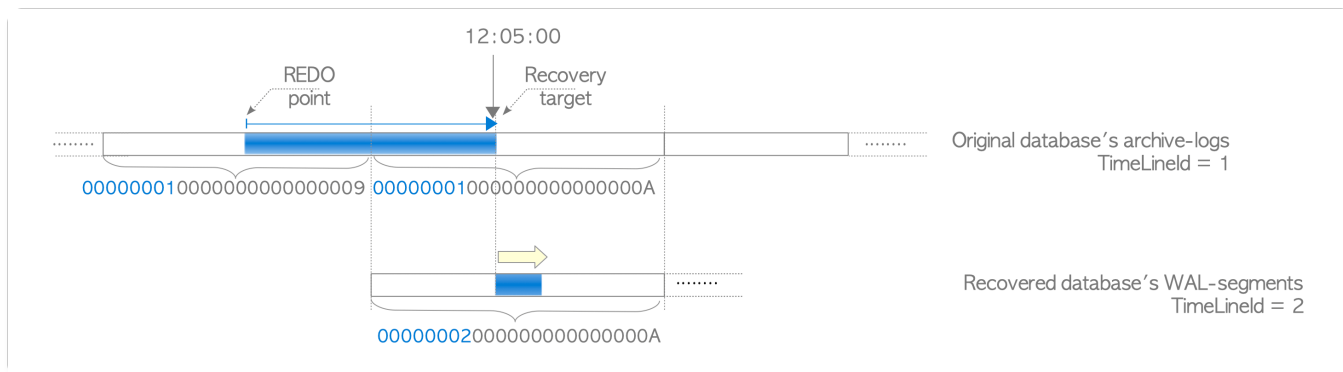 12:05:00
REDO
point
Recovery
target
Original database's archive-logs
TimeLineId = 1
000000010000000000000009
00000001000000000000000A
Recovered database's WAL-segments
TimeLineId = 2
00000002000000000000000A